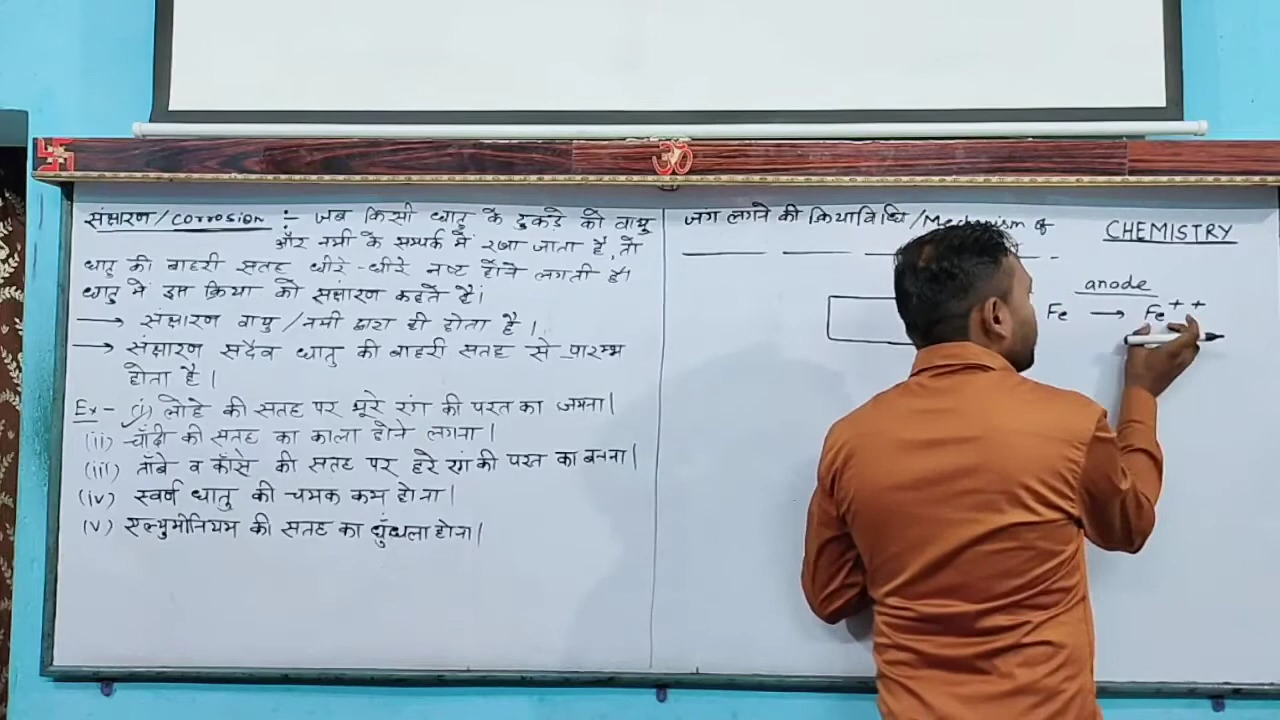 संक्षारण / Corrosion :- जब किसी धातु के टुकड़े को वायु
और नमी के सम्पर्क में रखा जाता है, तो
धातु की बाहरी सतह धीरे-धीरे नष्ट होने लगती है।
धातु में इस क्रिया को संक्षारण कहते हैं।
→ संक्षारण वायु/नमी द्वारा ही होता है।
→ संक्षारण सदैव धातु की बाहरी सतह से प्रारम्भ
होता है।
Ex- (i) लोहे की सतह पर भूरे रंग की परत का जमना।
(ii) चाँदी की सतह का काला होने लगना।
(iii) ताँबे व काँसे की सतह पर हरे रंग की परत का बनना।
(iv) स्वर्ण धातु की चमक कम होना।
(v) एल्युमीनियम की सतह का धुँधला होना।
जंग लगने की क्रियाविधि / Mechanism of
CHEMISTRY
anode
Fe → Fe++
ॐ